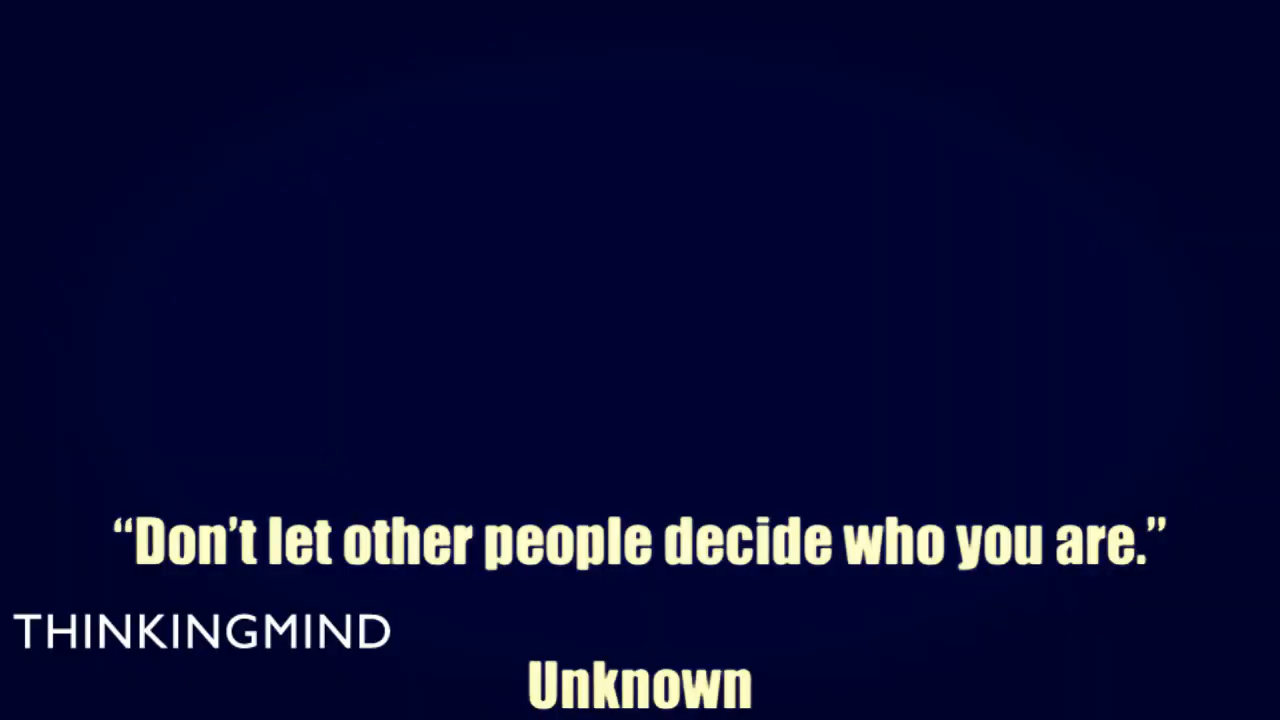 “Don’t let other people decide who you are.”
THINKINGMIND
Unknown